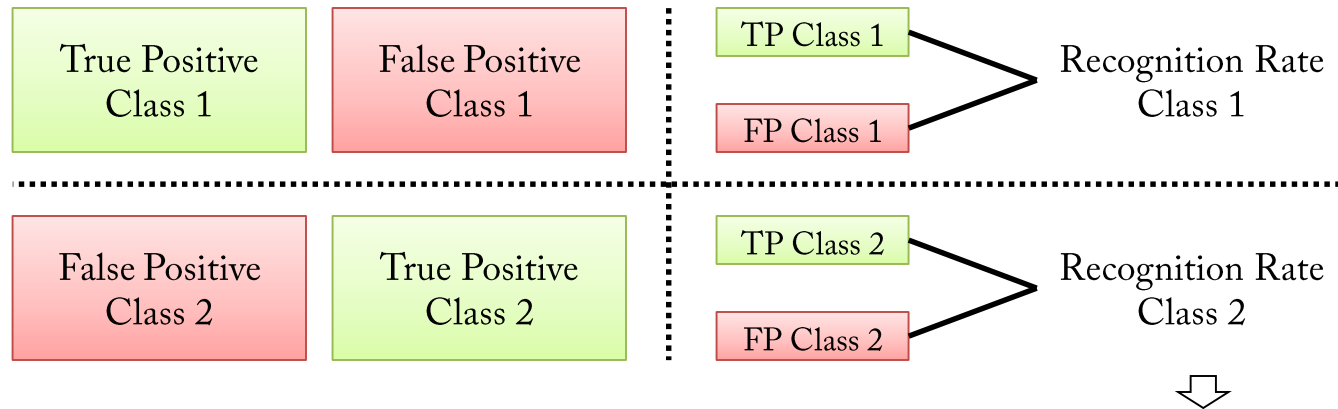 True Positive
Class 1
False Positive
Class 1
TP Class 1
FP Class 1
Recognition Rate
Class 1
False Positive
Class 2
True Positive
Class 2
TP Class 2
FP Class 2
Recognition Rate
Class 2